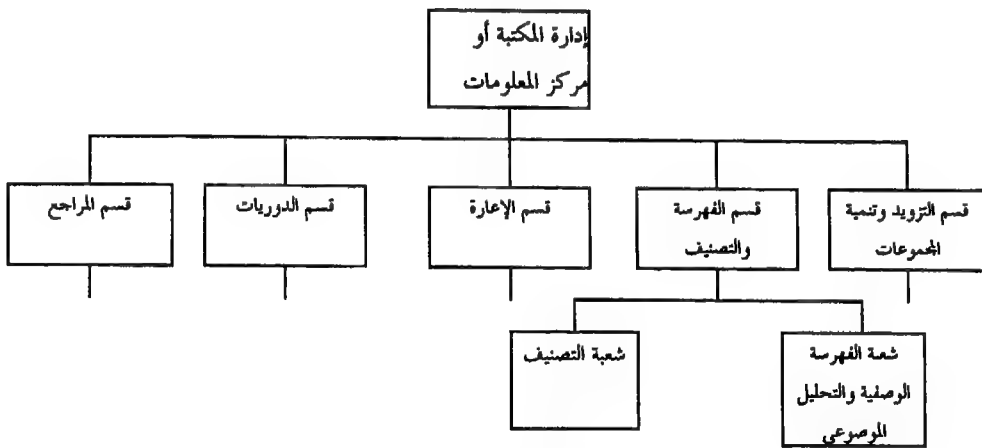 إدارة المكتبة أو
مركز المعلومات
قسم التزويد وتنمية
المجموعات
قسم الفهرسة
والتصنيف
قسم الإعارة
قسم الدوريات
قسم المراجع
شعبة الفهرسة
الوصفية والتحليل
الموضوعي
شعبة التصنيف